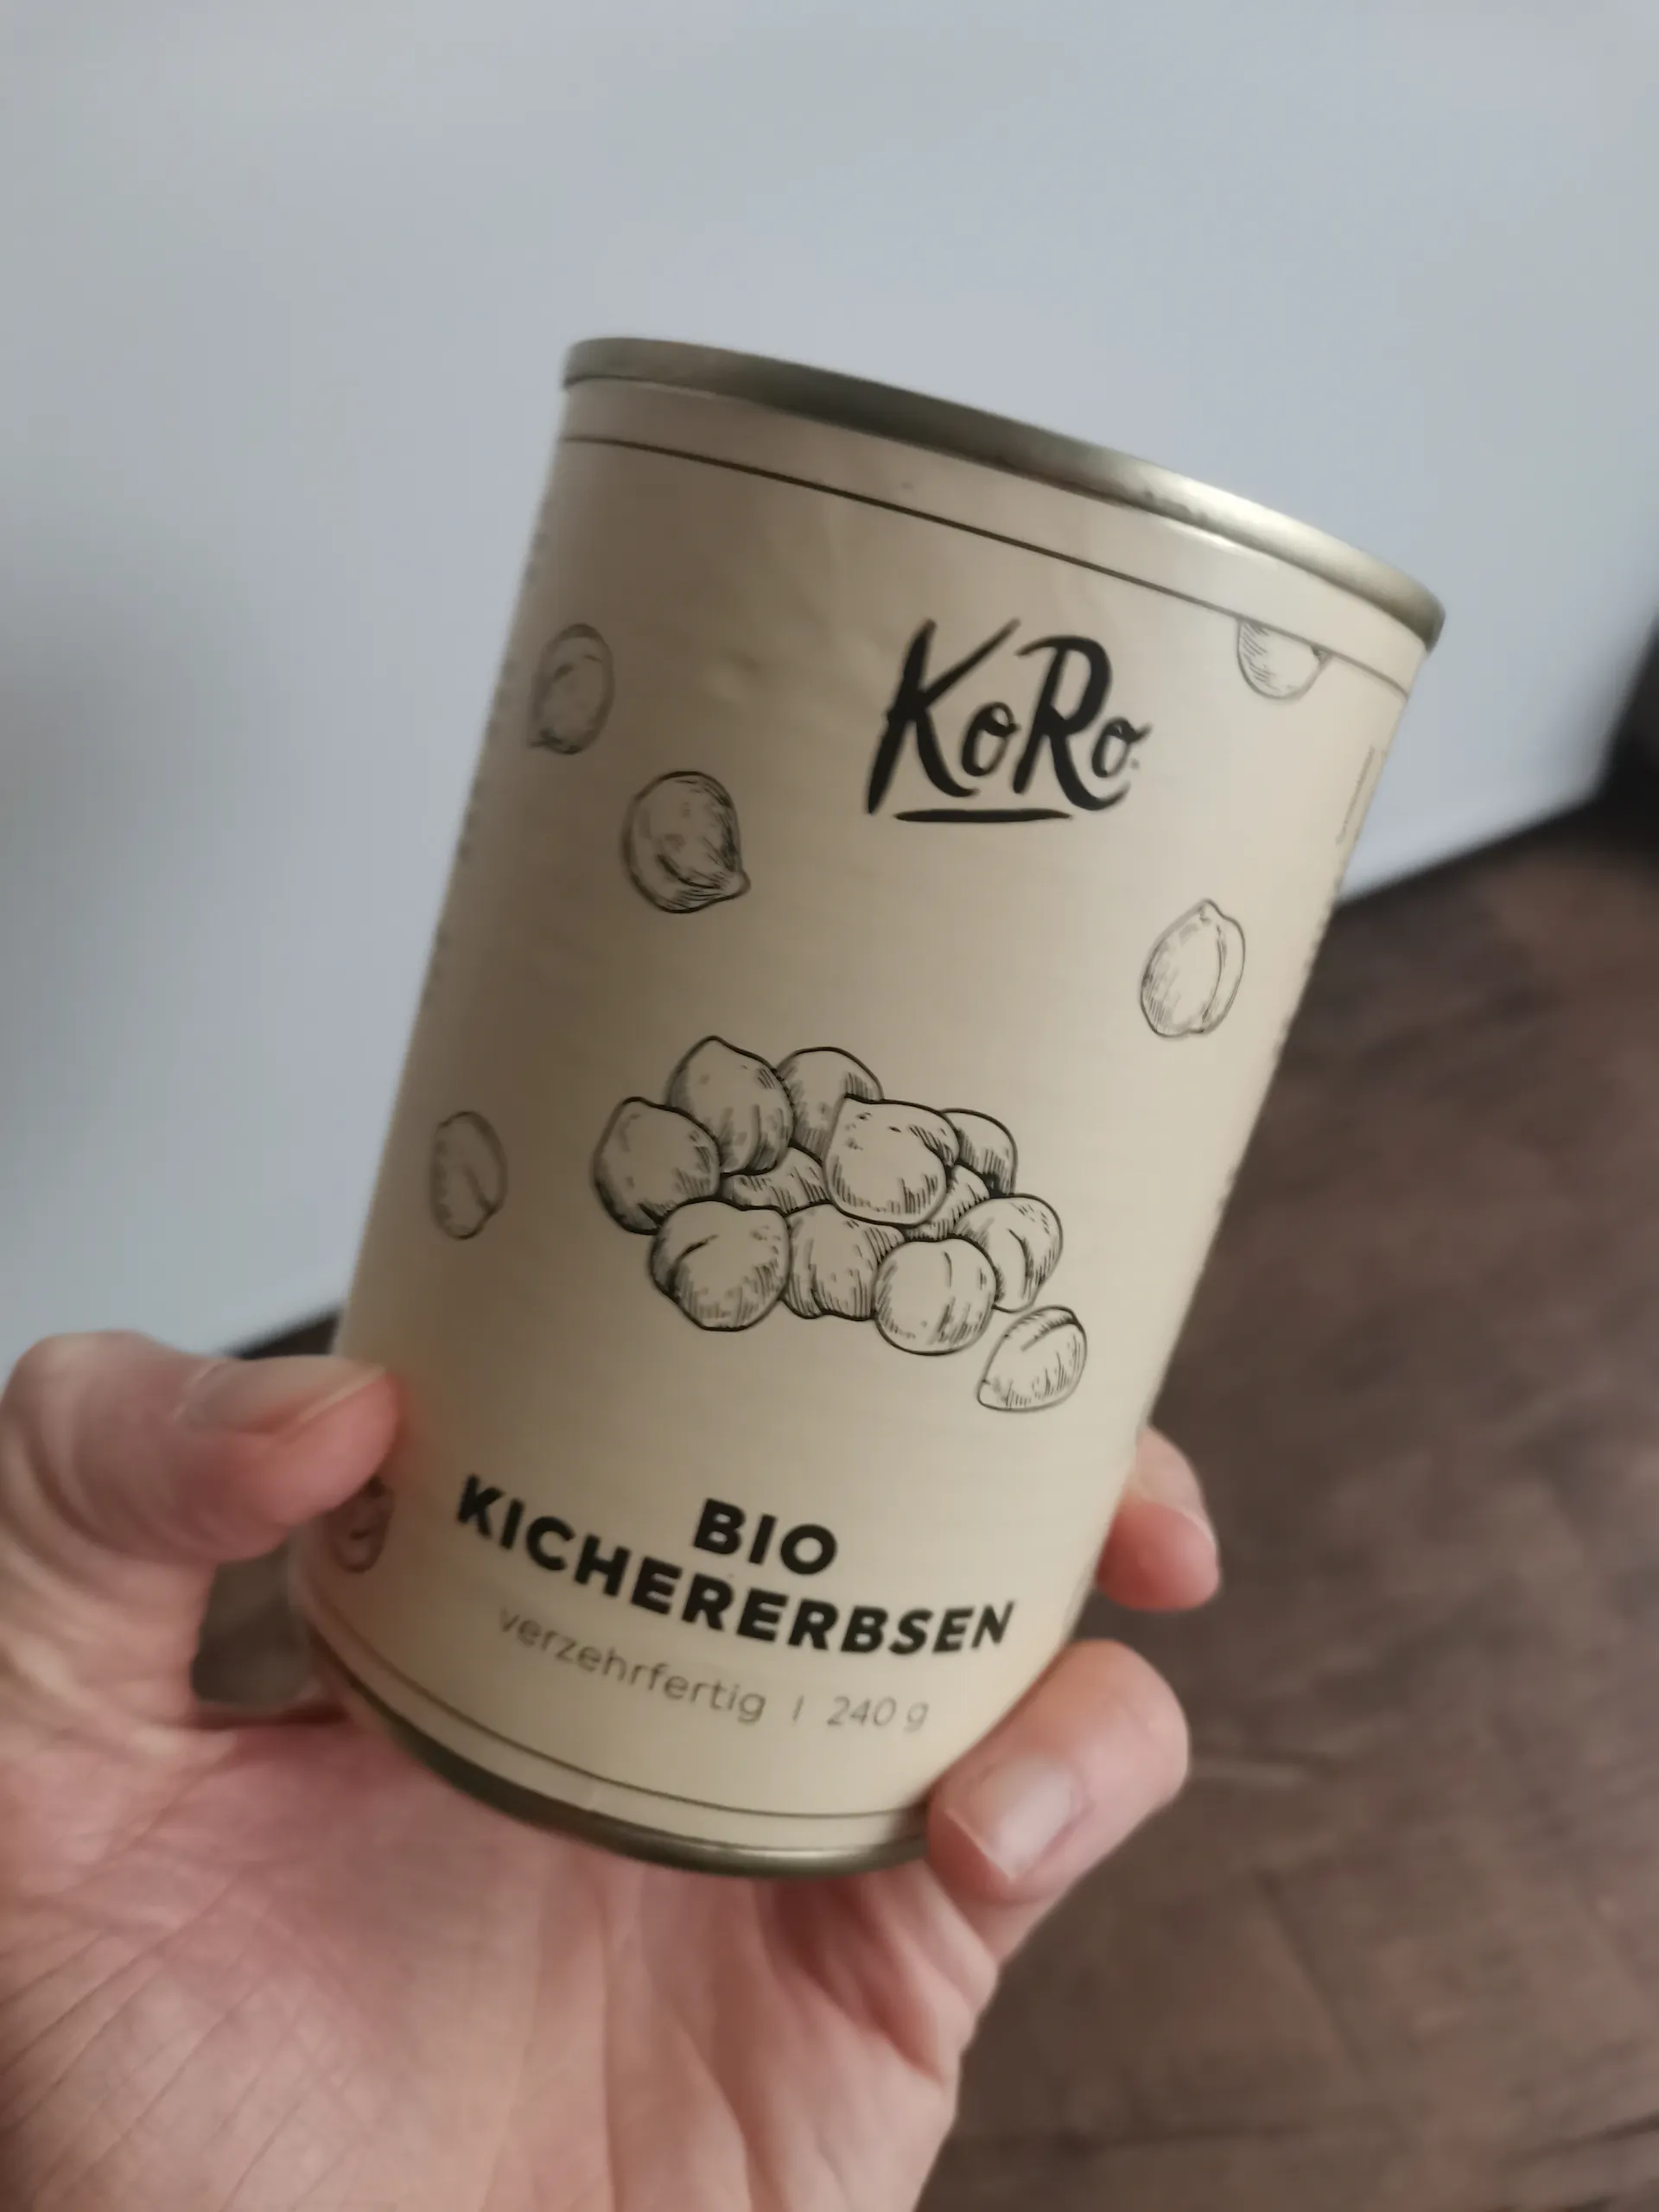 KoRo
BIO
KICHERERBSEN
verzehrfertig | 240 g